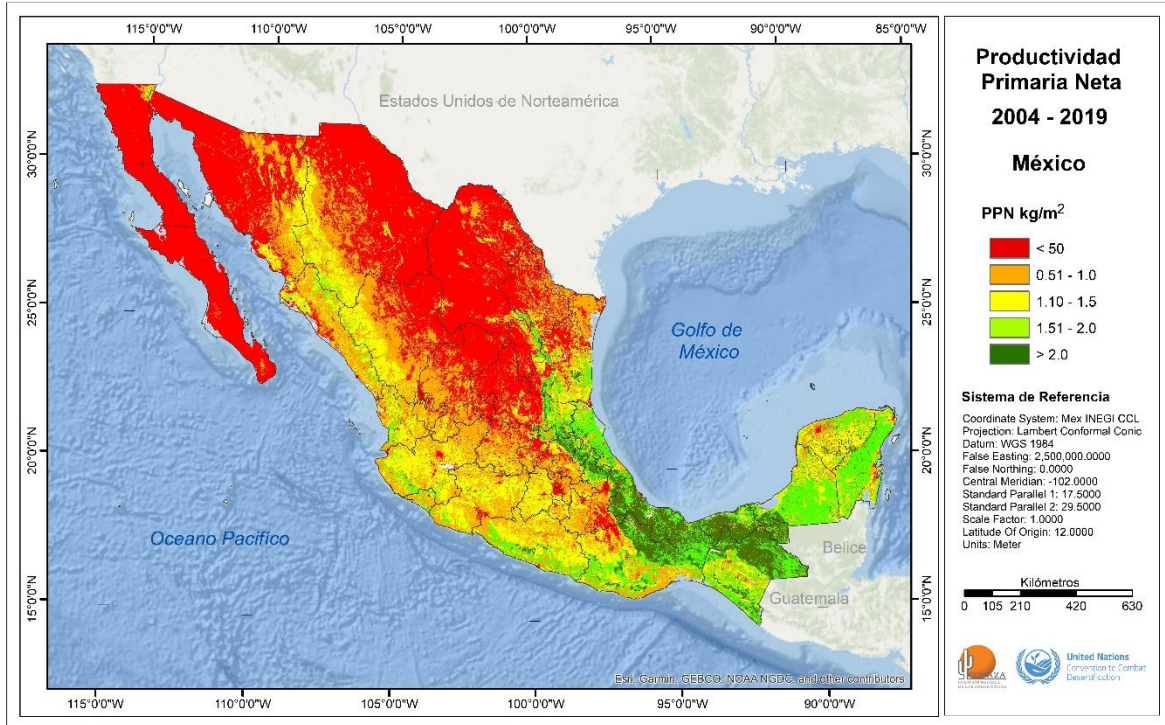 115°0'0"W
110°0'0"W
105°0'0"W
100°0'0"W
95°0'0"W
90°0'0"W
85°0'0"W
30°0'0"N
25°0'0"N
20°0'0"N
15°0'0"N
Estados Unidos de Norteamérica
Golfo de
México
Oceano Pacífico
Belice
Guatemala
Esri, Garmin, GEBCO, NOAA NGDC, and other contributors
30°0'0"N
25°0'0"N
20°0'0"N
15°0'0"N
115°0'0"W
110°0'0"W
105°0'0"W
100°0'0"W
95°0'0"W
90°0'0"W
Productividad
Primaria Neta
2004 - 2019
México
PPN kg/m²
< 50
0.51 - 1.0
1.10 - 1.5
1.51 - 2.0
> 2.0
Sistema de Referencia
Coordinate System: Mex INEGI CCL
Projection: Lambert Conformal Conic
Datum: WGS 1984
False Easting: 2,500,000.0000
False Northing: 0.0000
Central Meridian: -102.0000
Standard Parallel 1: 17.5000
Standard Parallel 2: 29.5000
Scale Factor: 1.0000
Latitude Of Origin: 12.0000
Units: Meter
Kilómetros
0 105 210 420 630
United Nations
Convention to Combat
Desertification